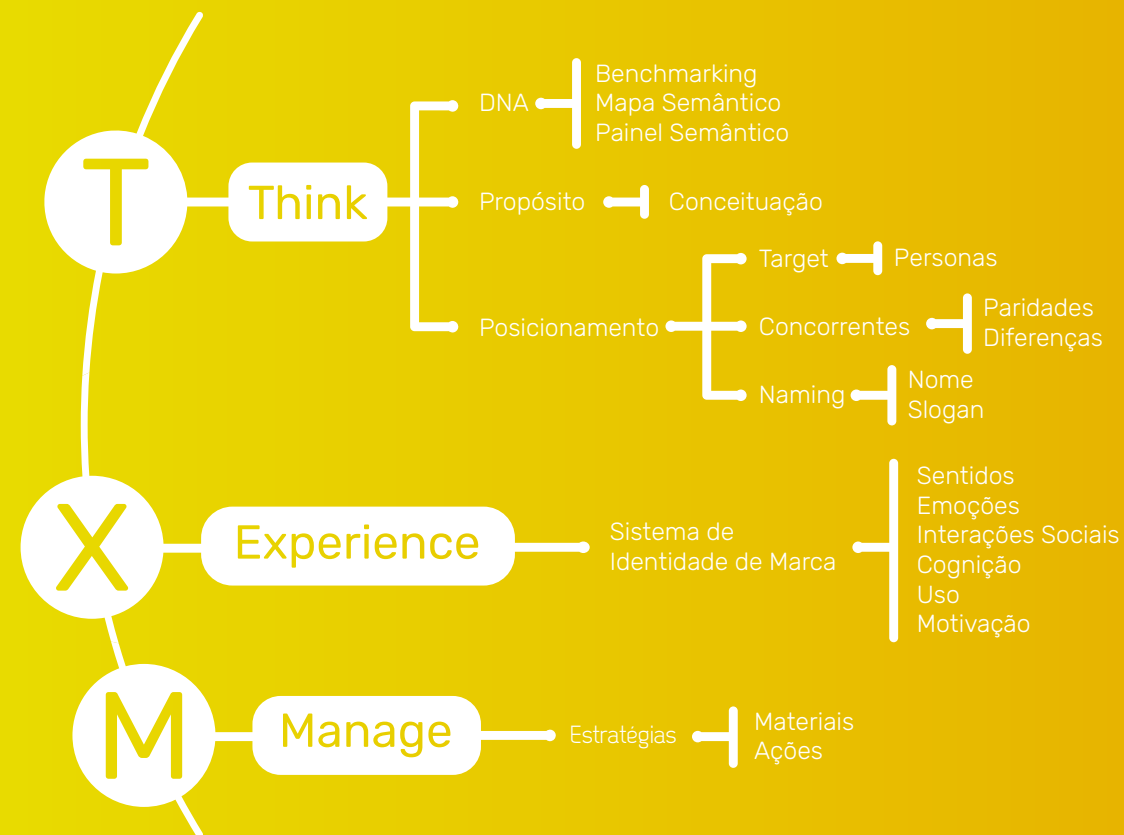 T
Think
DNA
Benchmarking
Mapa Semântico
Painel Semântico
Propósito
Conceituação
Posicionamento
Target
Personas
Concorrentes
Paridades
Diferenças
Naming
Nome
Slogan
X
Experience
Sistema de
Identidade de Marca
Sentidos
Emoções
Interações Sociais
Cognição
Uso
Motivação
M
Manage
Estratégias
Materiais
Ações